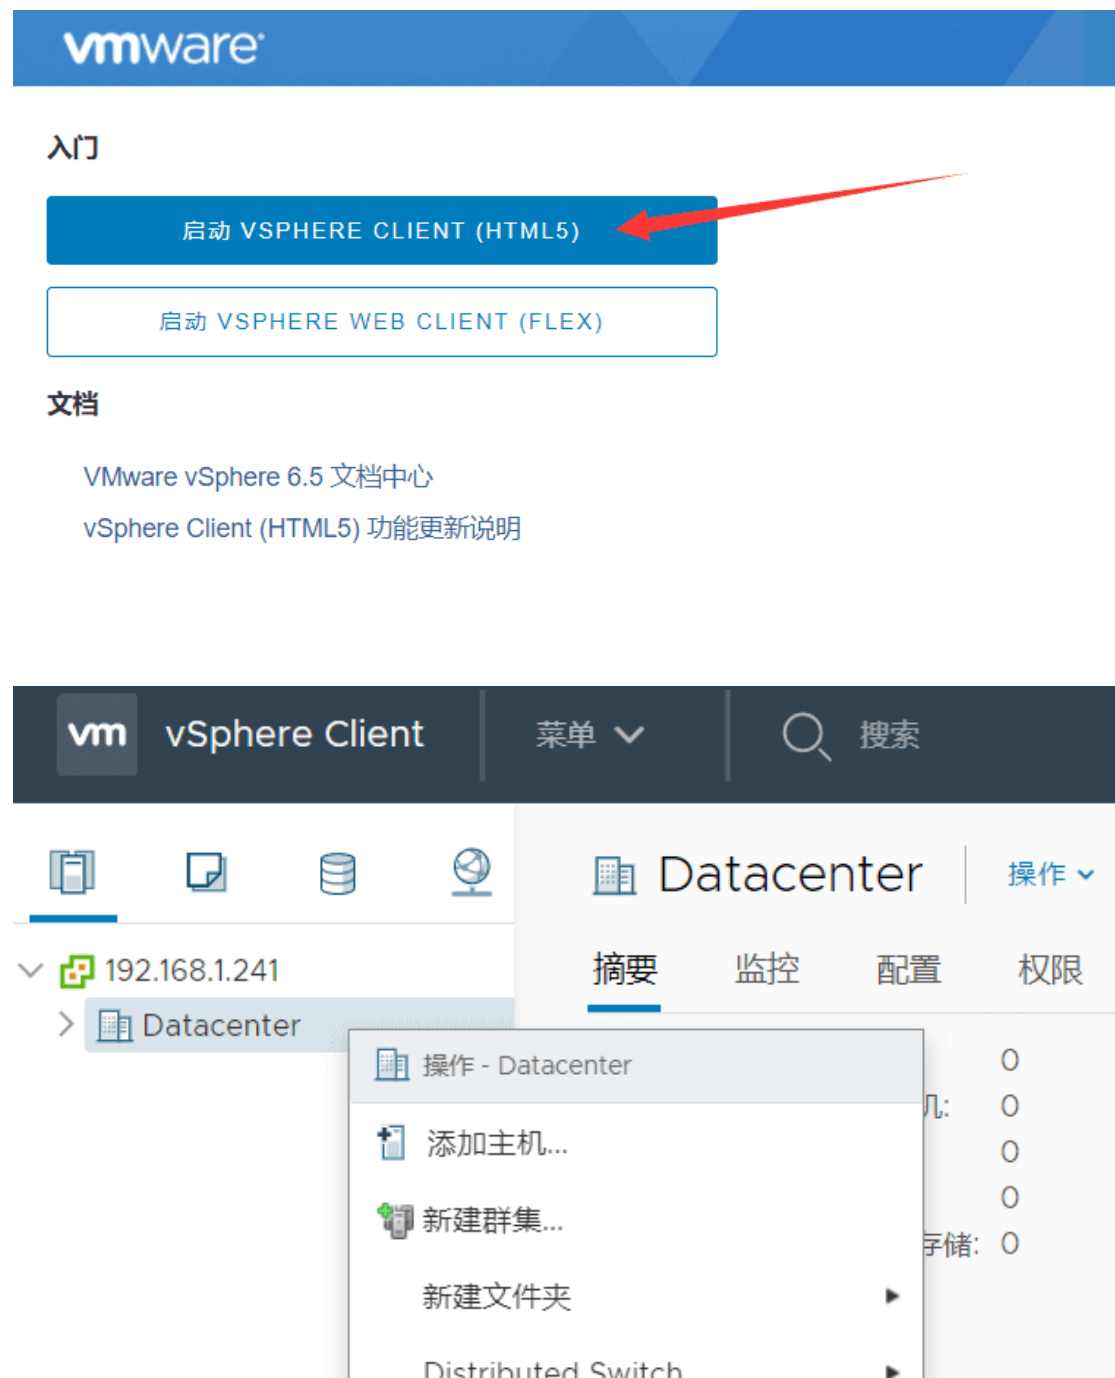 vmware
入门
启动 VSPHERE CLIENT (HTML5)
启动 VSPHERE WEB CLIENT (FLEX)
文档
VMware vSphere 6.5 文档中心
vSphere Client (HTML5) 功能更新说明
vm vSphere Client 菜单 搜索
Datacenter 操作
192.168.1.241
摘要 监控 配置 权限
Datacenter
操作 - Datacenter
0
添加主机...
机: 0
0
新建群集...
0
存储: 0
新建文件夹
Distributed Switch